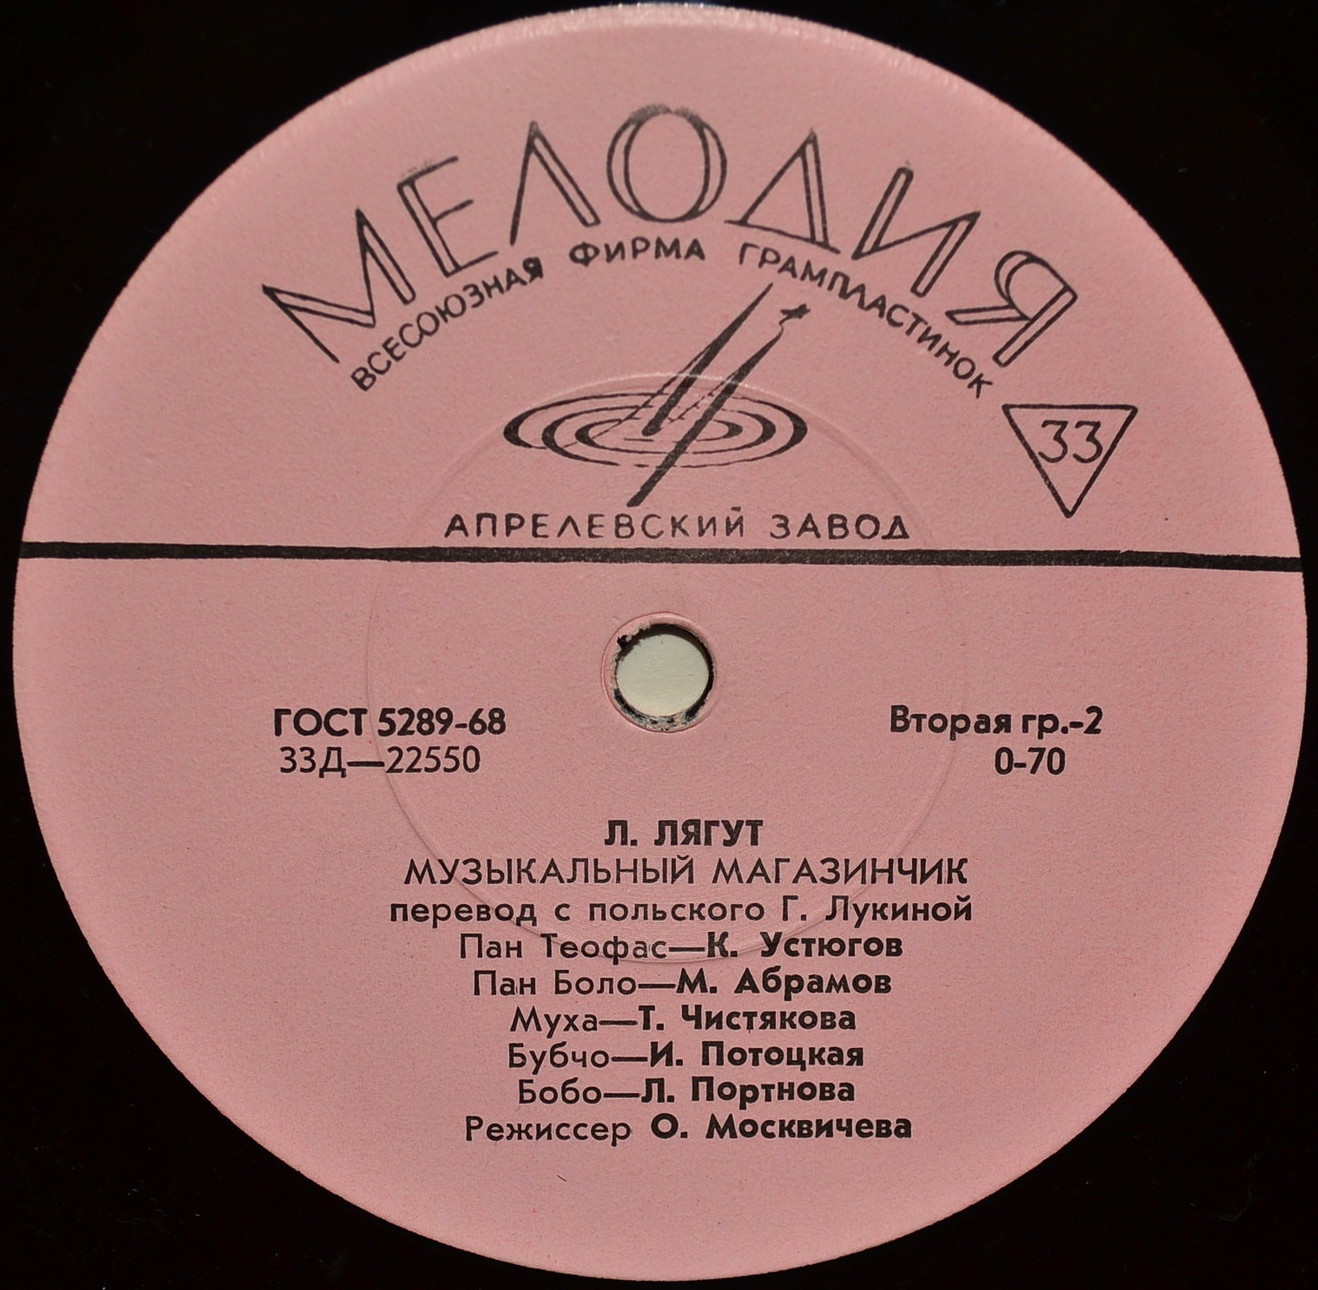 МЕЛОДИЯ
ВСЕСОЮЗНАЯ ФИРМА ГРАМПЛАСТИНОК
33
АПРЕЛЕВСКИЙ ЗАВОД
ГОСТ 5289-68
33Д—22550
Вторая гр.-2
0-70
Л. ЛЯГУТ
МУЗЫКАЛЬНЫЙ МАГАЗИНЧИК
перевод с польского Г. Лукиной
Пан Теофас—К. Устюгов
Пан Боло—М. Абрамов
Муха—Т. Чистякова
Бубчо—И. Потоцкая
Бобо—Л. Портнова
Режиссер О. Москвичева